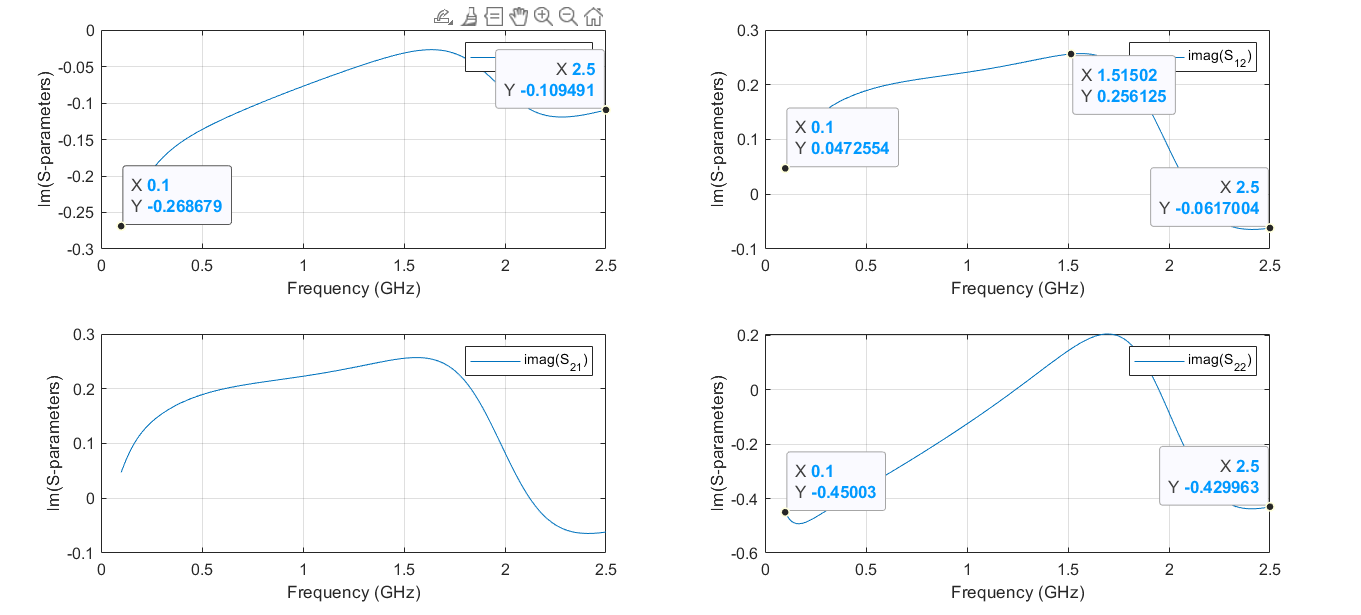 0
-0.05
-0.1
-0.15
-0.2
-0.25
-0.3
Im(S-parameters)
X 2.5
Y -0.109491
X 0.1
Y -0.268679
0 0.5 1 1.5 2 2.5
Frequency (GHz)
0.3
0.2
0.1
0
-0.1
Im(S-parameters)
imag(S12)
X 1.51502
Y 0.256125
X 0.1
Y 0.0472554
X 2.5
Y -0.0617004
0 0.5 1 1.5 2 2.5
Frequency (GHz)
0.3
0.2
0.1
0
-0.1
Im(S-parameters)
imag(S21)
0 0.5 1 1.5 2 2.5
Frequency (GHz)
0.2
0
-0.2
-0.4
-0.6
Im(S-parameters)
imag(S22)
X 0.1
Y -0.45003
X 2.5
Y -0.429963
0 0.5 1 1.5 2 2.5
Frequency (GHz)